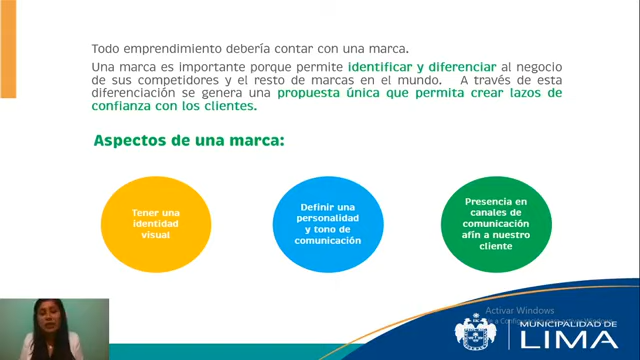 Todo emprendimiento debería contar con una marca.
Una marca es importante porque permite identificar y diferenciar al negocio
de sus competidores y el resto de marcas en el mundo. A través de esta
diferenciación se genera una propuesta única que permita crear lazos de
confianza con los clientes.
Aspectos de una marca:
Tener una
identidad
visual
Definir una
personalidad
y tono de
comunicación
Presencia en
canales de
comunicación
afín a nuestro
cliente
Activar Windows
MUNICIPALIDAD DE
LIMA